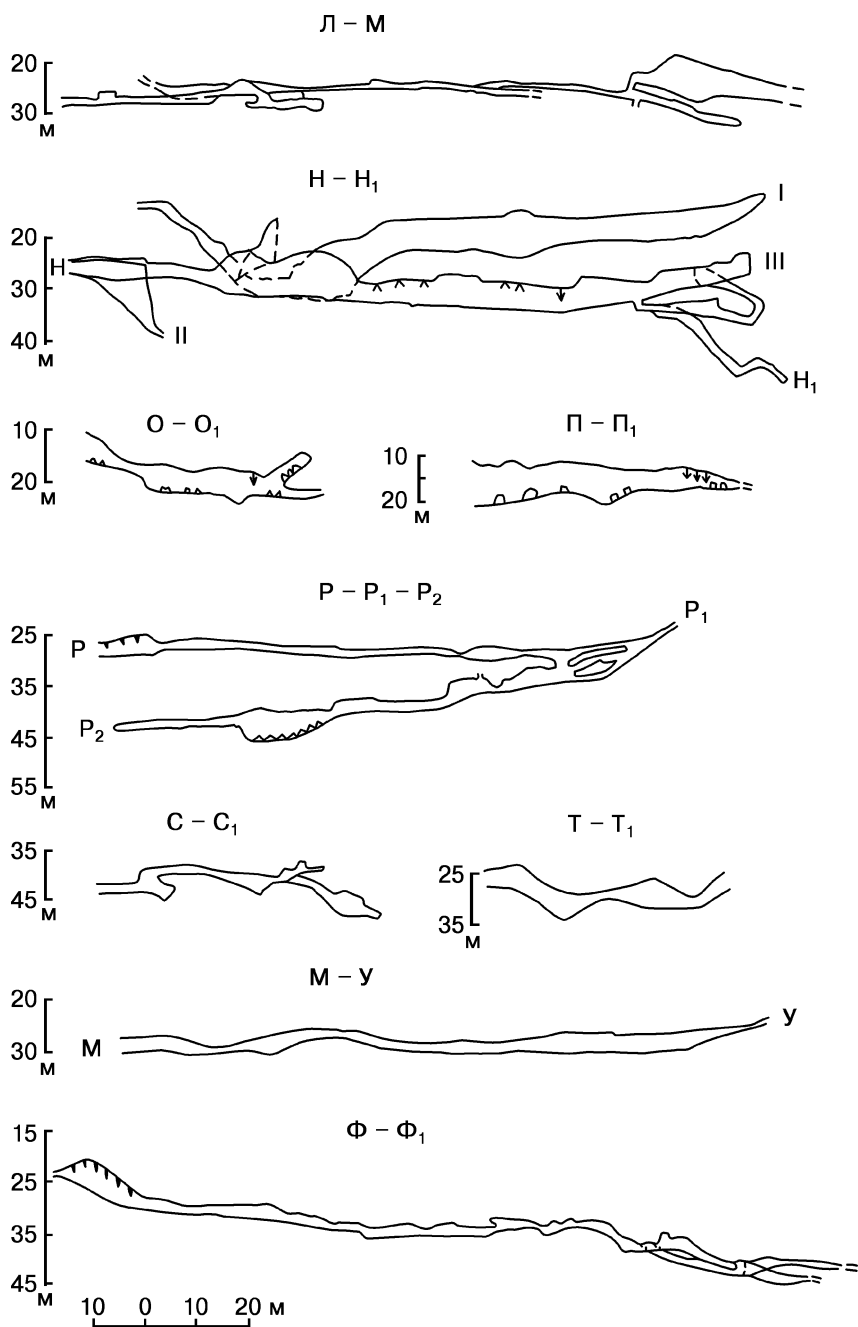 Л – М
20
30
м
Н – Н₁
I
20
Н
III
30
II
40
м
Н₁
О – О₁
10
20
м
П – П₁
10
20
м
Р – Р₁ – Р₂
Р₁
25
Р
35
Р₂
45
55
м
С – С₁
35
45
м
Т – Т₁
25
35
м
М – У
20
У
30
М
м
Ф – Ф₁
15
25
35
45
м
10 0 10 20 м